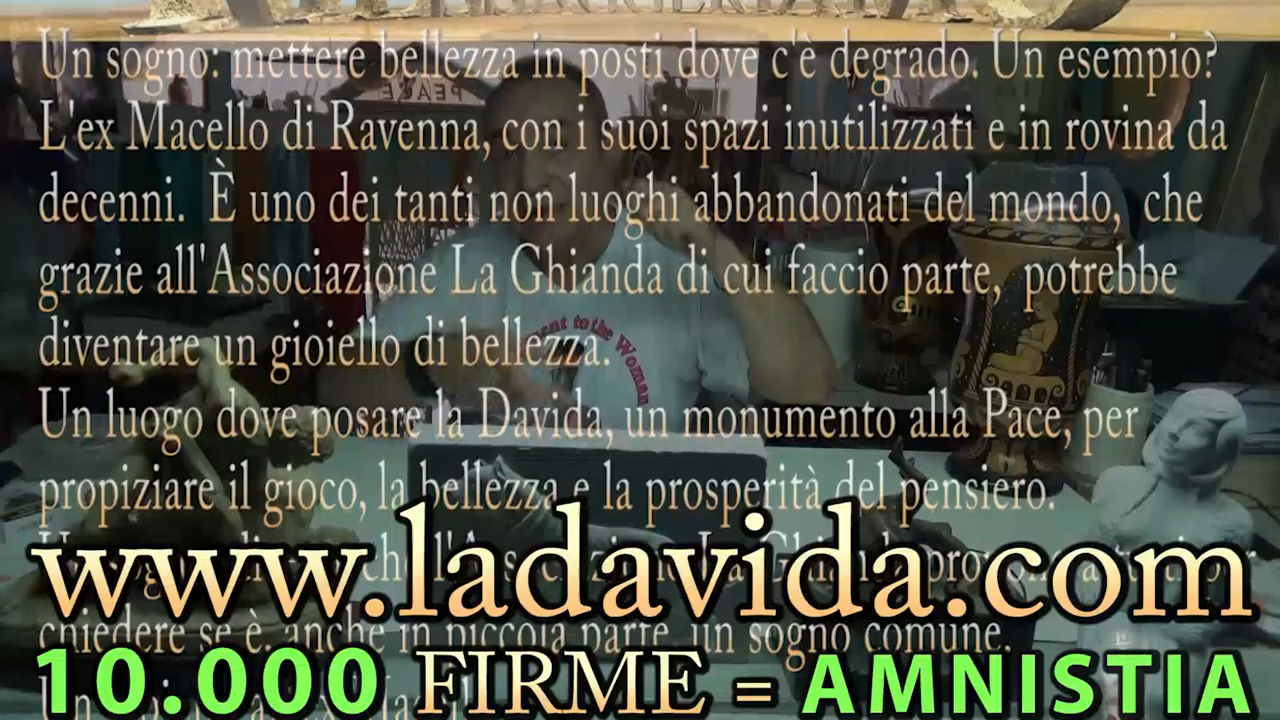 PEACE
Un sogno: mettere bellezza in posti dove c'è degrado. Un esempio?
L'ex Macello di Ravenna, con i suoi spazi inutilizzati e in rovina da
decenni. È uno dei tanti non luoghi abbandonati del mondo, che
grazie all'Associazione La Ghianda di cui faccio parte, potrebbe
diventare un gioiello di bellezza.
to the Woman
Un luogo dove posare la Davida, un monumento alla Pace, per
propiziare il gioco, la bellezza e la prosperità del pensiero.
www.ladavida.com
chiedere se è, anche in piccola parte, un sogno comune.
10.000 FIRME = AMNISTIA